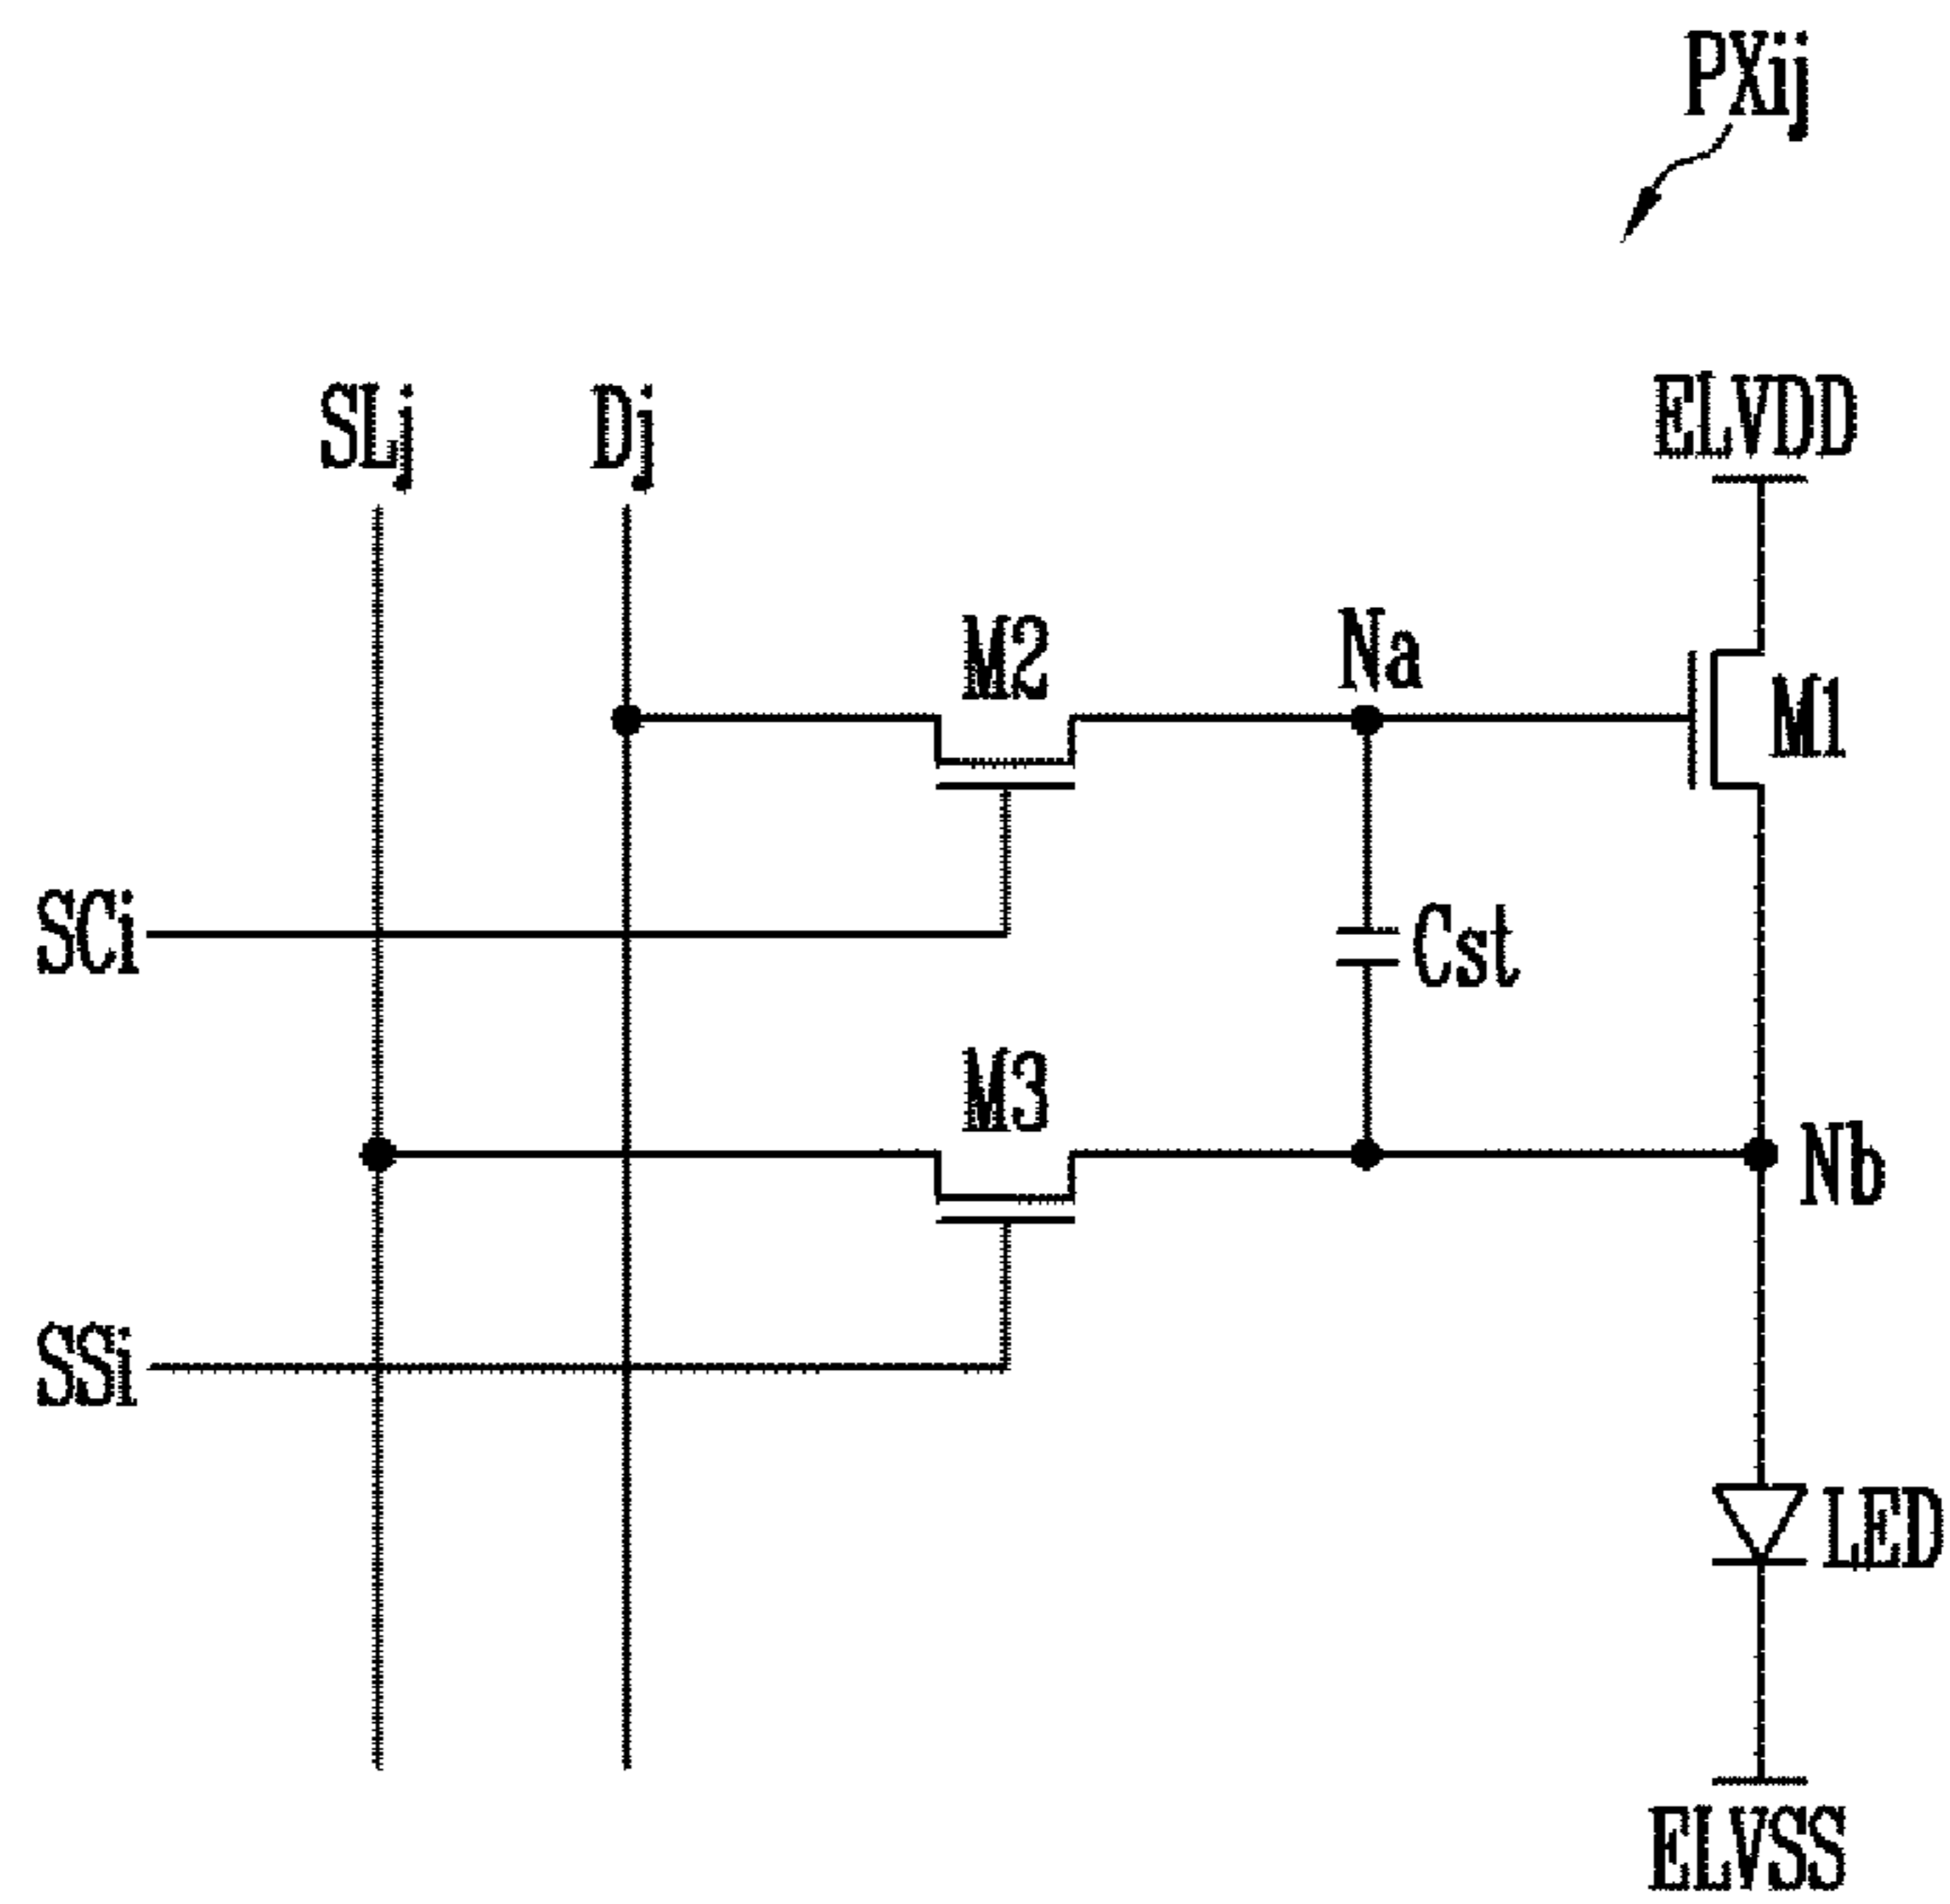 PXij
SLj
Dj
ELVDD
M2
Na
M1
SCi
Cst
M3
Nb
SSi
LED
ELVSS